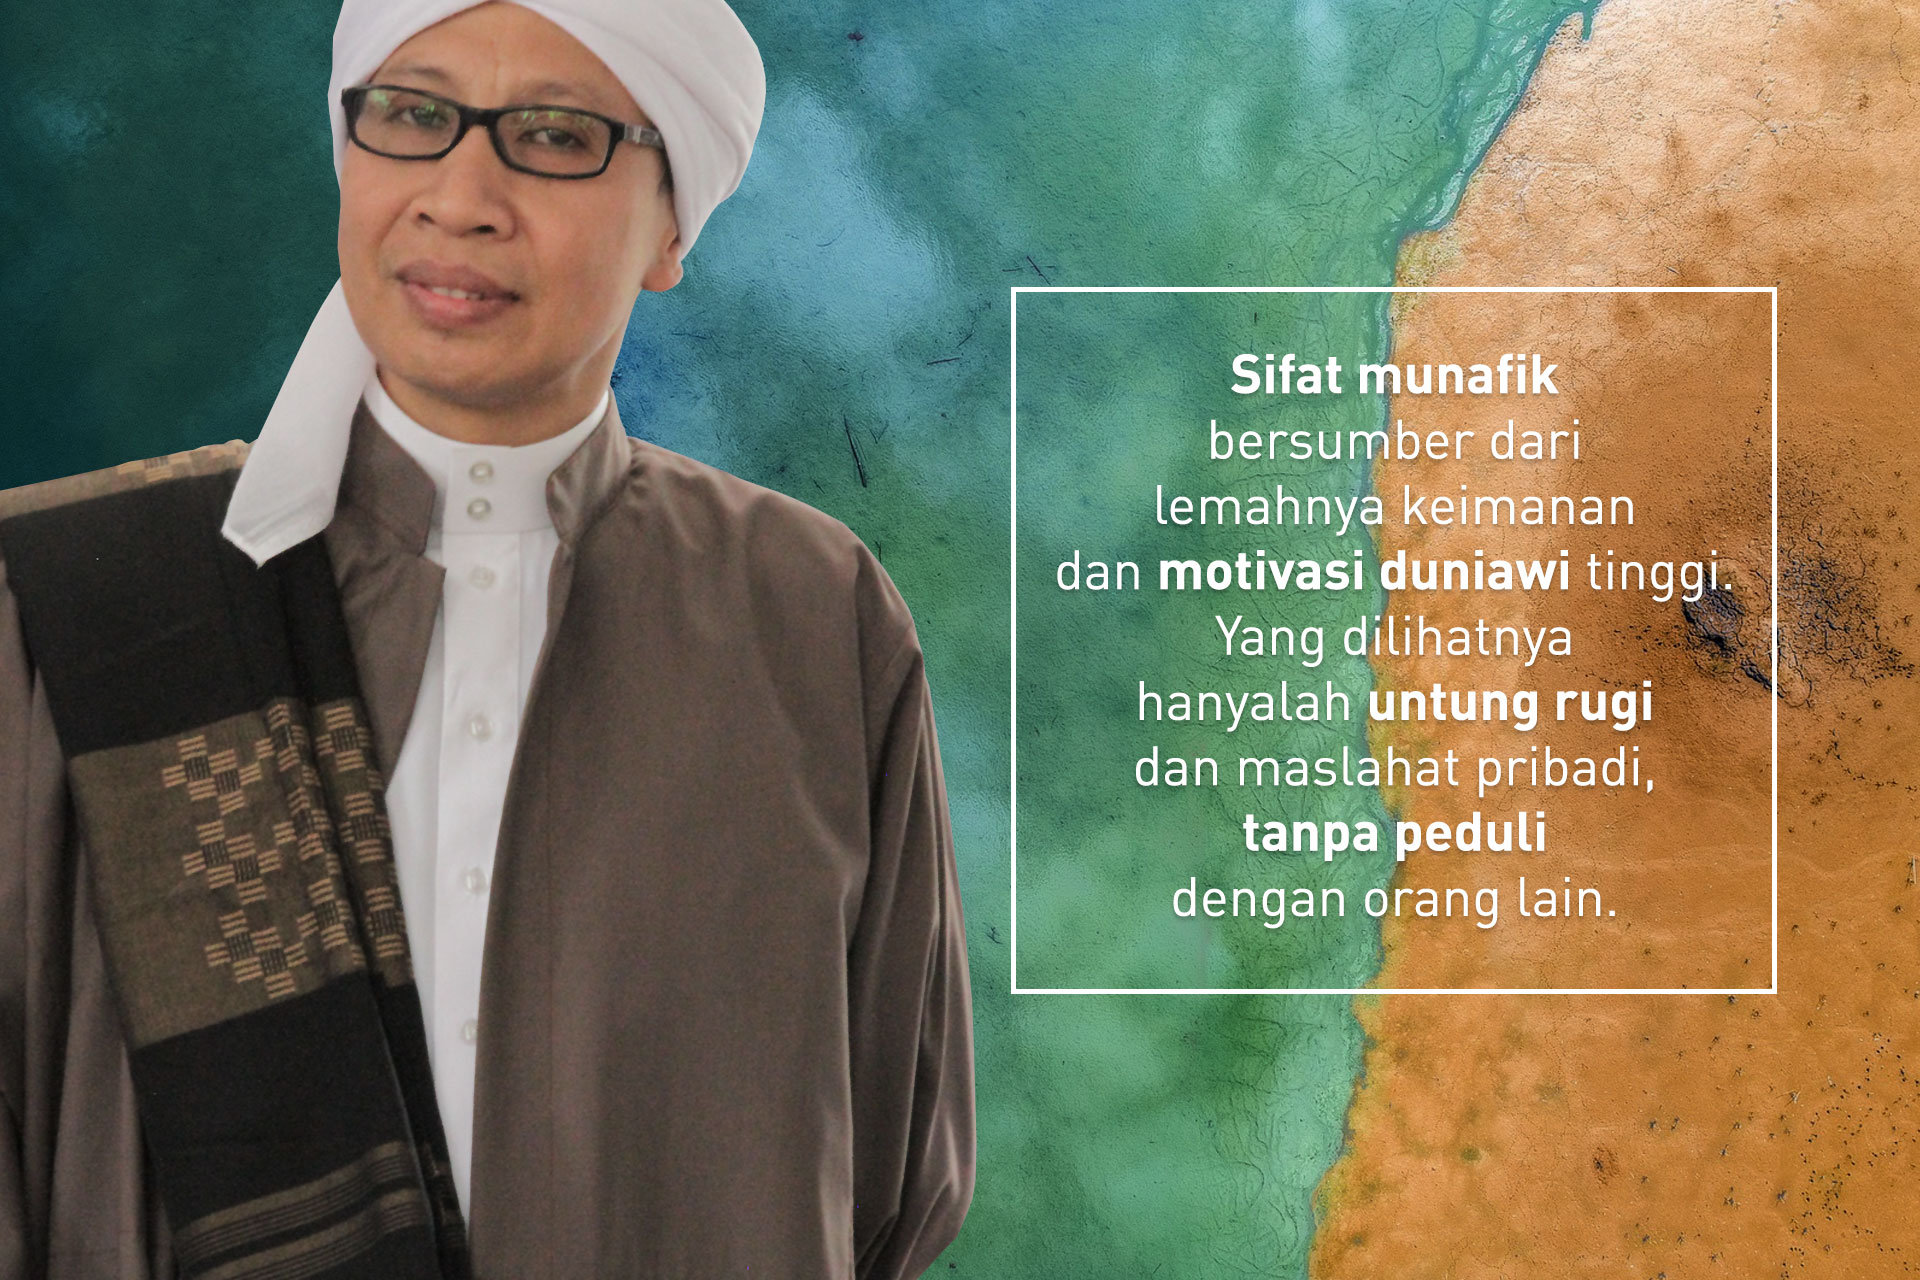 Sifat munafik
bersumber dari
lemahnya keimanan
dan motivasi duniawi tinggi.
Yang dilihatnya
hanyalah untung rugi
dan maslahat pribadi,
tanpa peduli
dengan orang lain.